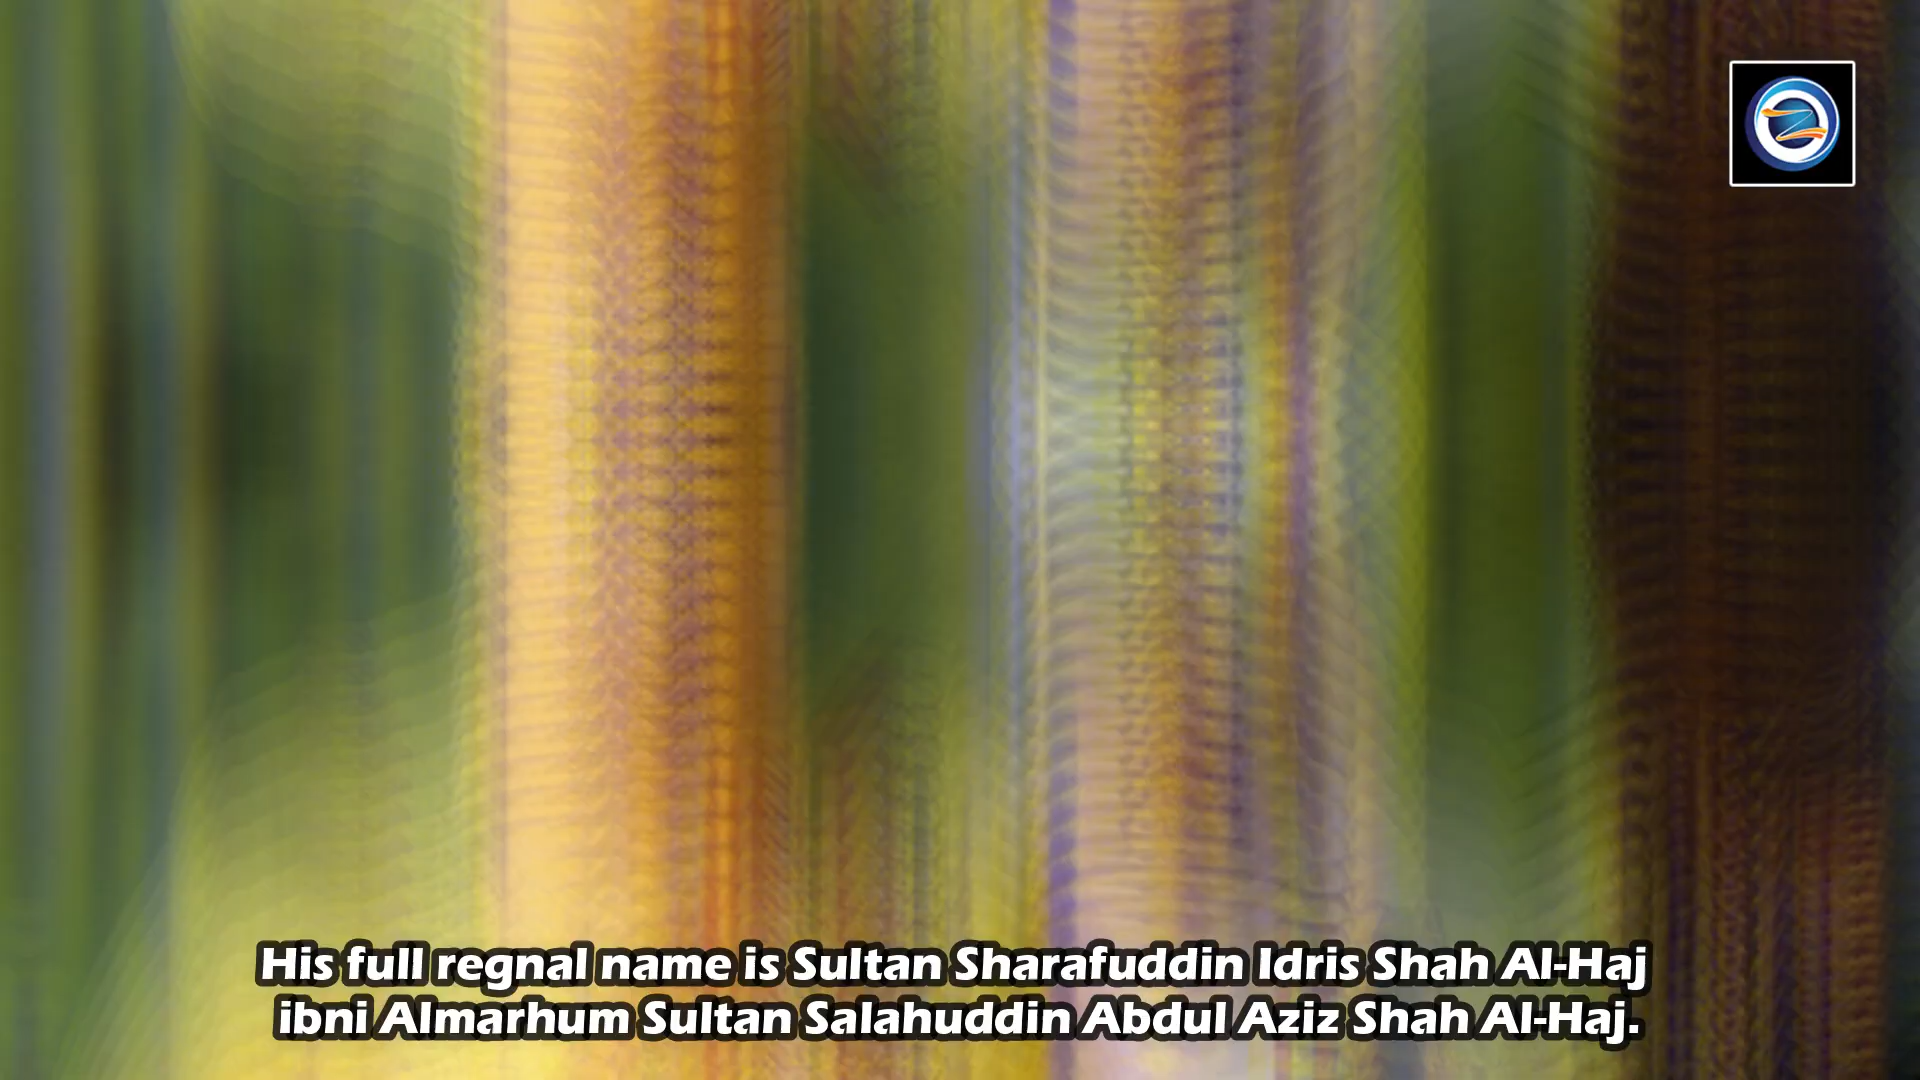 His full regnal name is Sultan Sharafuddin Idris Shah Al-Haj
ibni Almarhum Sultan Salahuddin Abdul Aziz Shah Al-Haj.